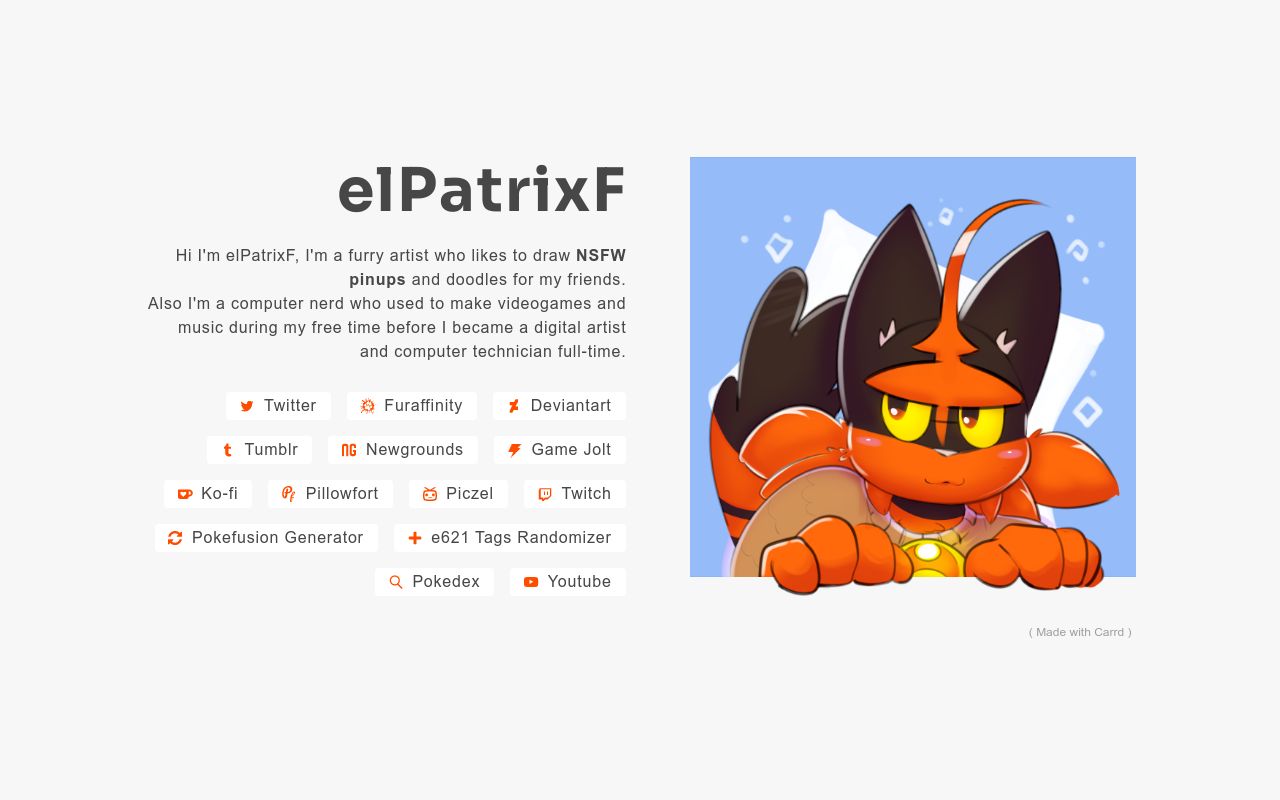 elPatrixF
Hi I'm elPatrixF, I'm a furry artist who likes to draw NSFW
pinups and doodles for my friends.
Also I'm a computer nerd who used to make videogames and
music during my free time before I became a digital artist
and computer technician full-time.
Twitter Furaffinity Deviantart
Tumblr Newgrounds Game Jolt
Ko-fi Pillowfort Piczel Twitch
Pokefusion Generator e621 Tags Randomizer
Pokedex Youtube
( Made with Carrd )